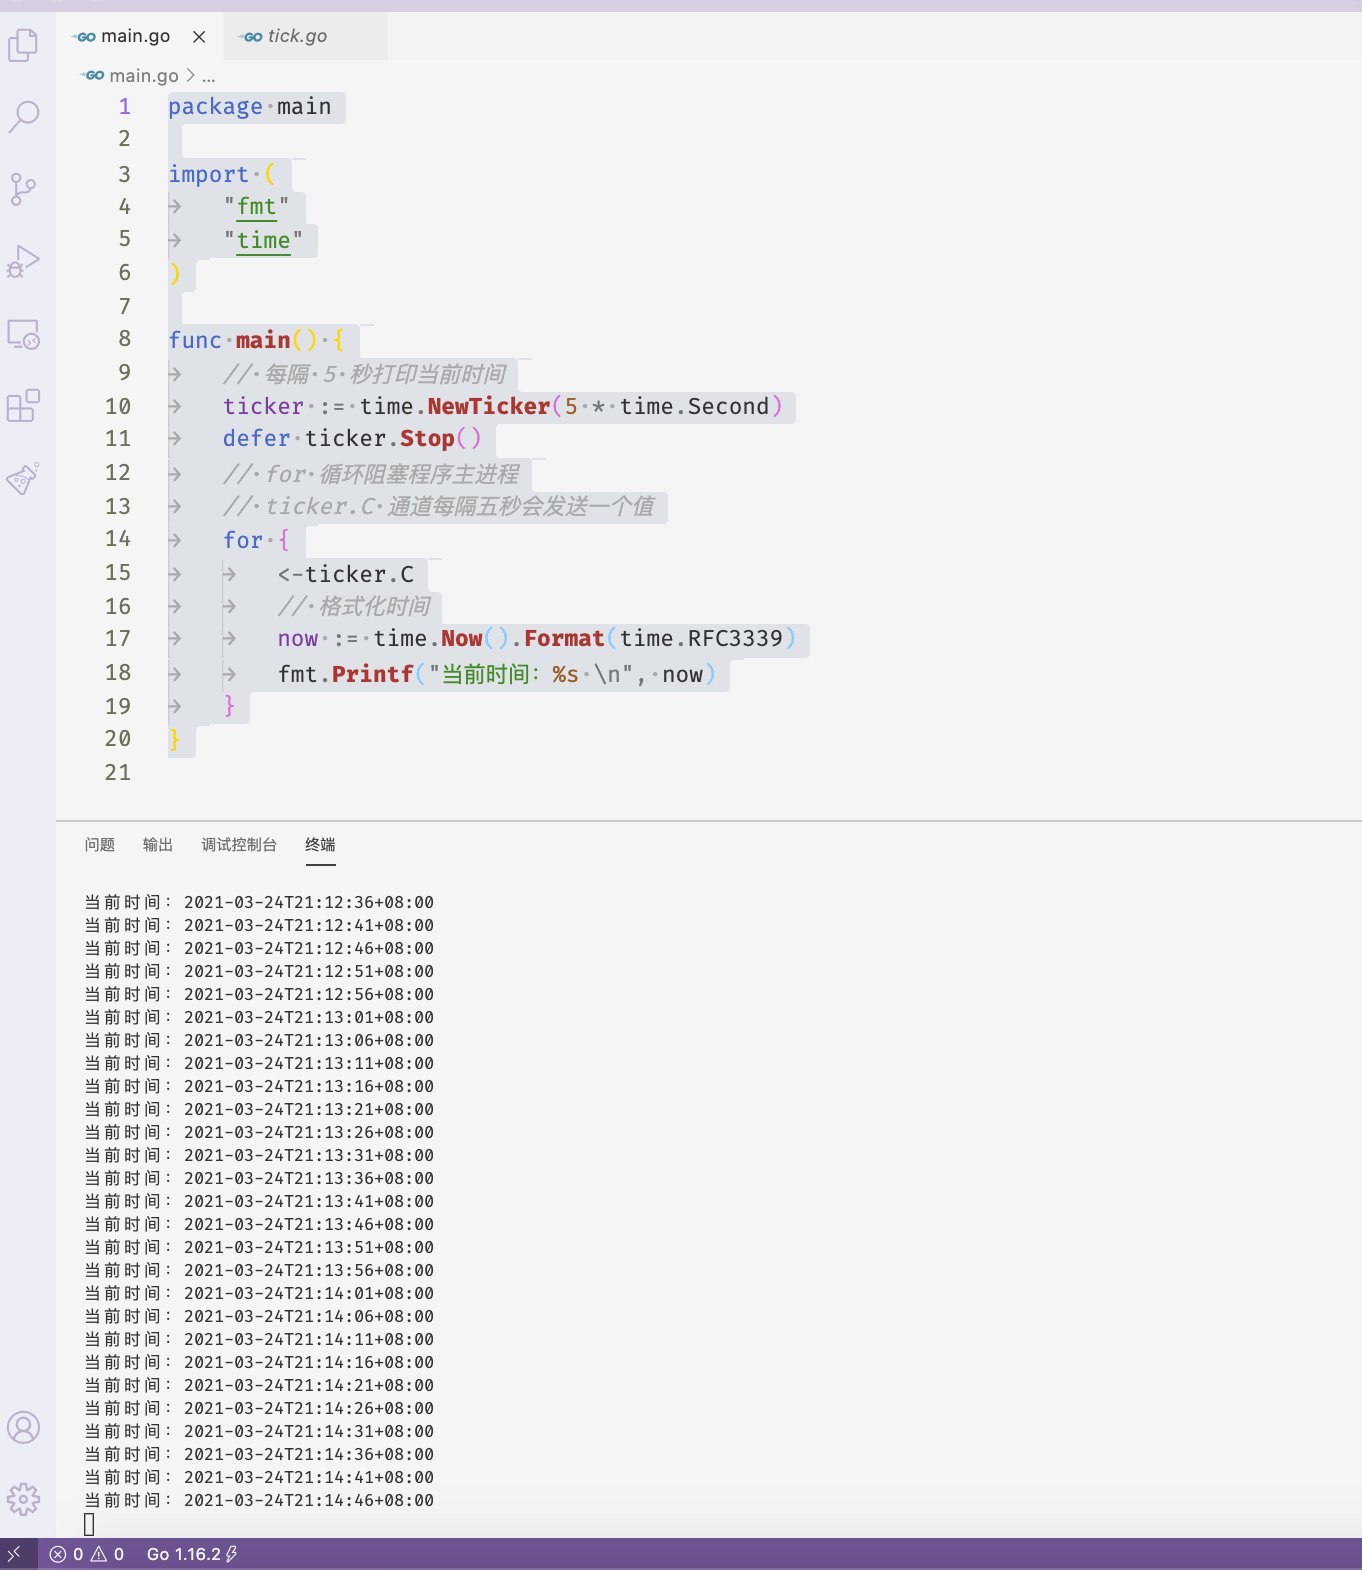 main.go
tick.go
main.go > ...
1 package main
2
3 import (
4 "fmt"
5 "time"
6 )
7
8 func main() {
9 // 每隔 5 秒打印当前时间
10 ticker := time.NewTicker(5 * time.Second)
11 defer ticker.Stop()
12 // for 循环阻塞程序主进程
13 // ticker.C 通道每隔五秒会发送一个值
14 for {
15 <-ticker.C
16 // 格式化时间
17 now := time.Now().Format(time.RFC3339)
18 fmt.Printf("当前时间: %s \n", now)
19 }
20 }
21
问题 输出 调试控制台 终端
当前时间: 2021-03-24T21:12:36+08:00
当前时间: 2021-03-24T21:12:41+08:00
当前时间: 2021-03-24T21:12:46+08:00
当前时间: 2021-03-24T21:12:51+08:00
当前时间: 2021-03-24T21:12:56+08:00
当前时间: 2021-03-24T21:13:01+08:00
当前时间: 2021-03-24T21:13:06+08:00
当前时间: 2021-03-24T21:13:11+08:00
当前时间: 2021-03-24T21:13:16+08:00
当前时间: 2021-03-24T21:13:21+08:00
当前时间: 2021-03-24T21:13:26+08:00
当前时间: 2021-03-24T21:13:31+08:00
当前时间: 2021-03-24T21:13:36+08:00
当前时间: 2021-03-24T21:13:41+08:00
当前时间: 2021-03-24T21:13:46+08:00
当前时间: 2021-03-24T21:13:51+08:00
当前时间: 2021-03-24T21:13:56+08:00
当前时间: 2021-03-24T21:14:01+08:00
当前时间: 2021-03-24T21:14:06+08:00
当前时间: 2021-03-24T21:14:11+08:00
当前时间: 2021-03-24T21:14:16+08:00
当前时间: 2021-03-24T21:14:21+08:00
当前时间: 2021-03-24T21:14:26+08:00
当前时间: 2021-03-24T21:14:31+08:00
当前时间: 2021-03-24T21:14:36+08:00
当前时间: 2021-03-24T21:14:41+08:00
当前时间: 2021-03-24T21:14:46+08:00
0 0 Go 1.16.2